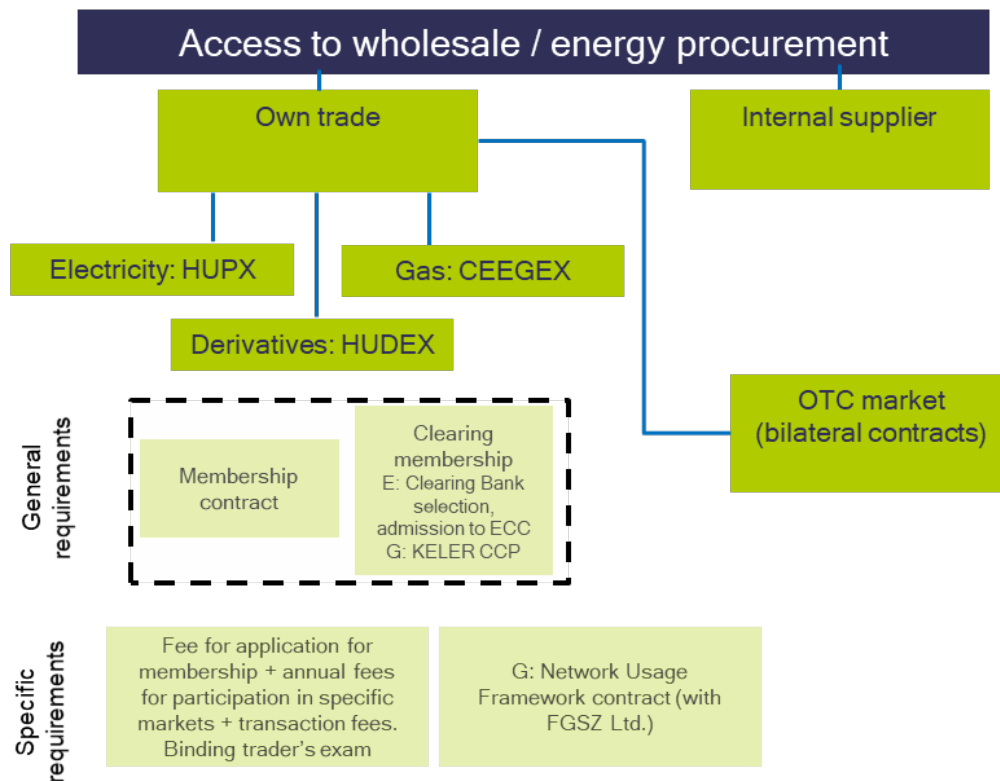 Access to wholesale / energy procurement
Own trade
Internal supplier
Electricity: HUPX
Gas: CEEGEX
Derivatives: HUDEX
OTC market
(bilateral contracts)
General
requirements
Membership
contract
Clearing
membership
E: Clearing Bank
selection,
admission to ECC
G: KELER CCP
Specific
requirements
Fee for application for
membership + annual fees
for participation in specific
markets + transaction fees.
Binding trader's exam
G: Network Usage
Framework contract (with
FGSZ Ltd.)